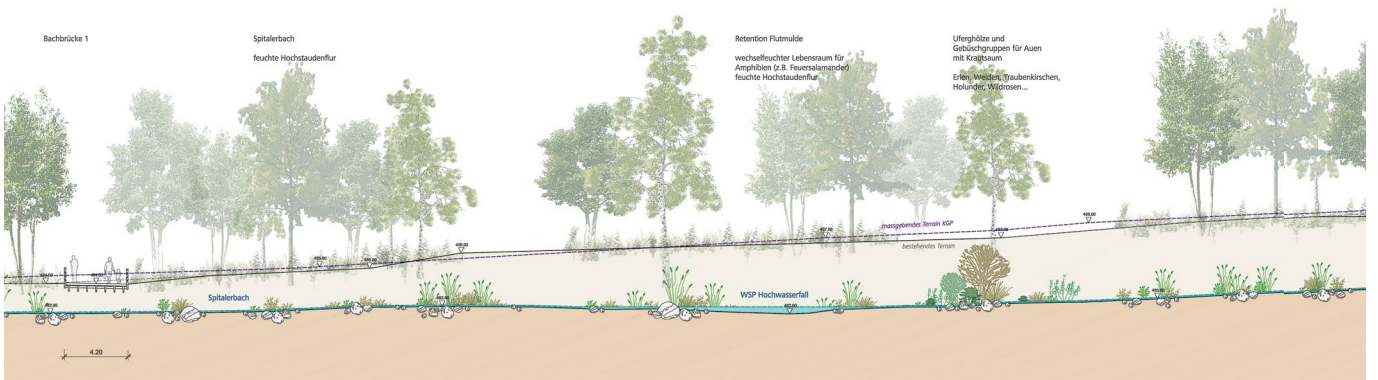 Bachbrücke 1
Spitalerbach
feuchte Hochstaudenflur
Retention Flutmulde
wechselfeuchter Lebensraum für
Amphibien (z.B. Feuersalamander)
feuchte Hochstaudenflur
Uferghölze und
Gebüschgruppen für Auen
mit Krautsaum
Erlen, Weiden, Traubenkirschen,
Holunder, Wildrosen...
massgebendes Terrain KGP
bestehendes Terrain
Spitalerbach
WSP Hochwasserfall
4.20